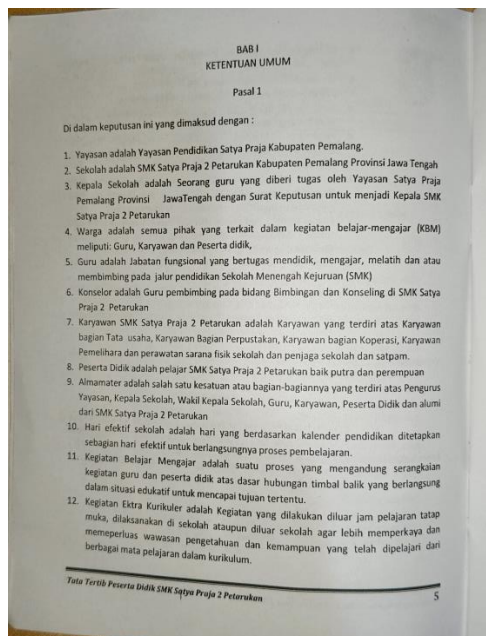 BAB I
KETENTUAN UMUM
Pasal 1
Di dalam keputusan ini yang dimaksud dengan :
1. Yayasan adalah Yayasan Pendidikan Satya Praja Kabupaten Pemalang.
2. Sekolah adalah SMK Satya Praja 2 Petarukan Kabupaten Pemalang Provinsi Jawa Tengah
3. Kepala Sekolah adalah Seorang guru yang diberi tugas oleh Yayasan Satya Praja
Pemalang Provinsi JawaTengah dengan Surat Keputusan untuk menjadi Kepala SMK
Satya Praja 2 Petarukan
4. Warga adalah semua pihak yang terkait dalam kegiatan belajar-mengajar (KBM)
meliputi: Guru, Karyawan dan Peserta didik,
5. Guru adalah Jabatan fungsional yang bertugas mendidik, mengajar, melatih dan atau
membimbing pada jalur pendidikan Sekolah Menengah Kejuruan (SMK)
6. Konselor adalah Guru pembimbing pada bidang Bimbingan dan Konseling di SMK Satya
Praja 2 Petarukan
7. Karyawan SMK Satya Praja 2 Petarukan adalah Karyawan yang terdiri atas Karyawan
bagian Tata usaha, Karyawan Bagian Perpustakan, Karyawan bagian Koperasi, Karyawan
Pemelihara dan perawatan sarana fisik sekolah dan penjaga sekolah dan satpam.
8. Peserta Didik adalah pelajar SMK Satya Praja 2 Petarukan baik putra dan perempuan
9. Almamater adalah salah satu kesatuan atau bagian-bagiannya yang terdiri atas Pengurus
Yayasan, Kepala Sekolah, Wakil Kepala Sekolah, Guru, Karyawan, Peserta Didik dan alumi
dari SMK Satya Praja 2 Petarukan
10. Hari efektif sekolah adalah hari yang berdasarkan kalender pendidikan ditetapkan
sebagian hari efektif untuk berlangsungnya proses pembelajaran.
11. Kegiatan Belajar Mengajar adalah suatu proses yang mengandung serangkaian
kegiatan guru dan peserta didik atas dasar hubungan timbal balik yang berlangsung
dalam situasi edukatif untuk mencapai tujuan tertentu.
12. Kegiatan Ektra Kurikuler adalah Kegiatan yang dilakukan diluar jam pelajaran tatap
muka, dilaksanakan di sekolah ataupun diluar sekolah agar lebih memperkaya dan
memeperluas wawasan pengetahuan dan kemampuan yang telah dipelajari dari
berbagai mata pelajaran dalam kurikulum.
Tata Tertib Peserta Didik SMK Satya Praja 2 Petarukan
5